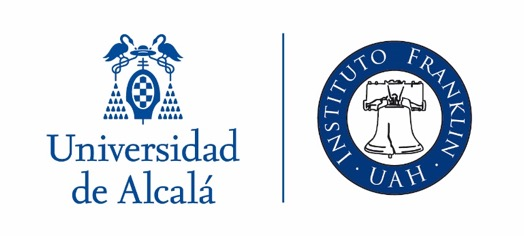 Universidad
de Alcalá
INSTITUTO FRANKLIN
· UAH ·